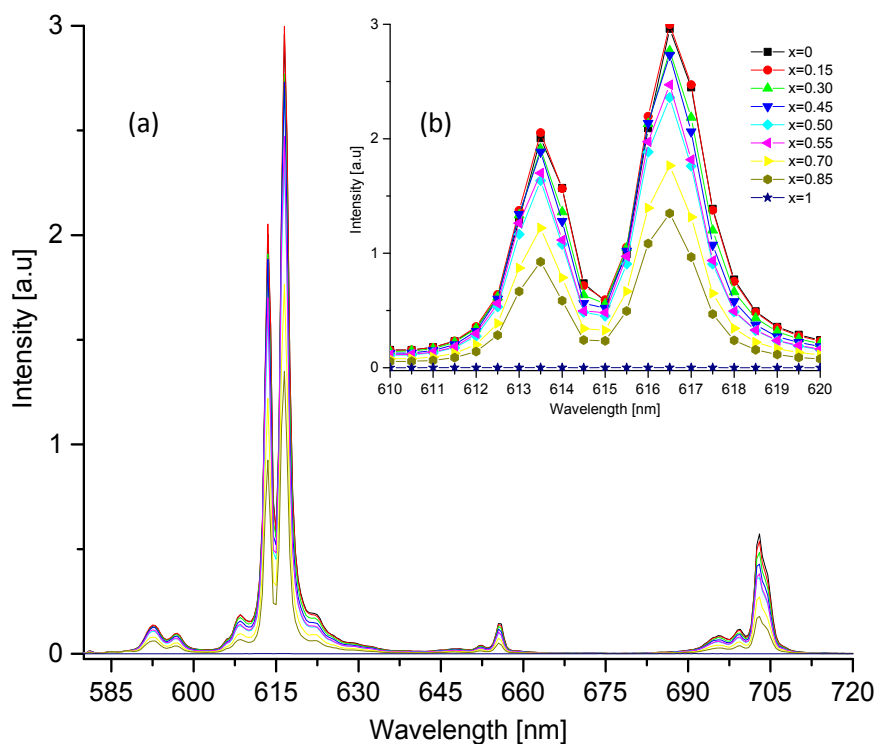 3
2
1
0
Intensity [a.u]
585 600 615 630 645 660 675 690 705 720
Wavelength [nm]
(a)
3
2
1
0
Intensity [a.u]
610 611 612 613 614 615 616 617 618 619 620
Wavelength [nm]
(b)
x=0
x=0.15
x=0.30
x=0.45
x=0.50
x=0.55
x=0.70
x=0.85
x=1